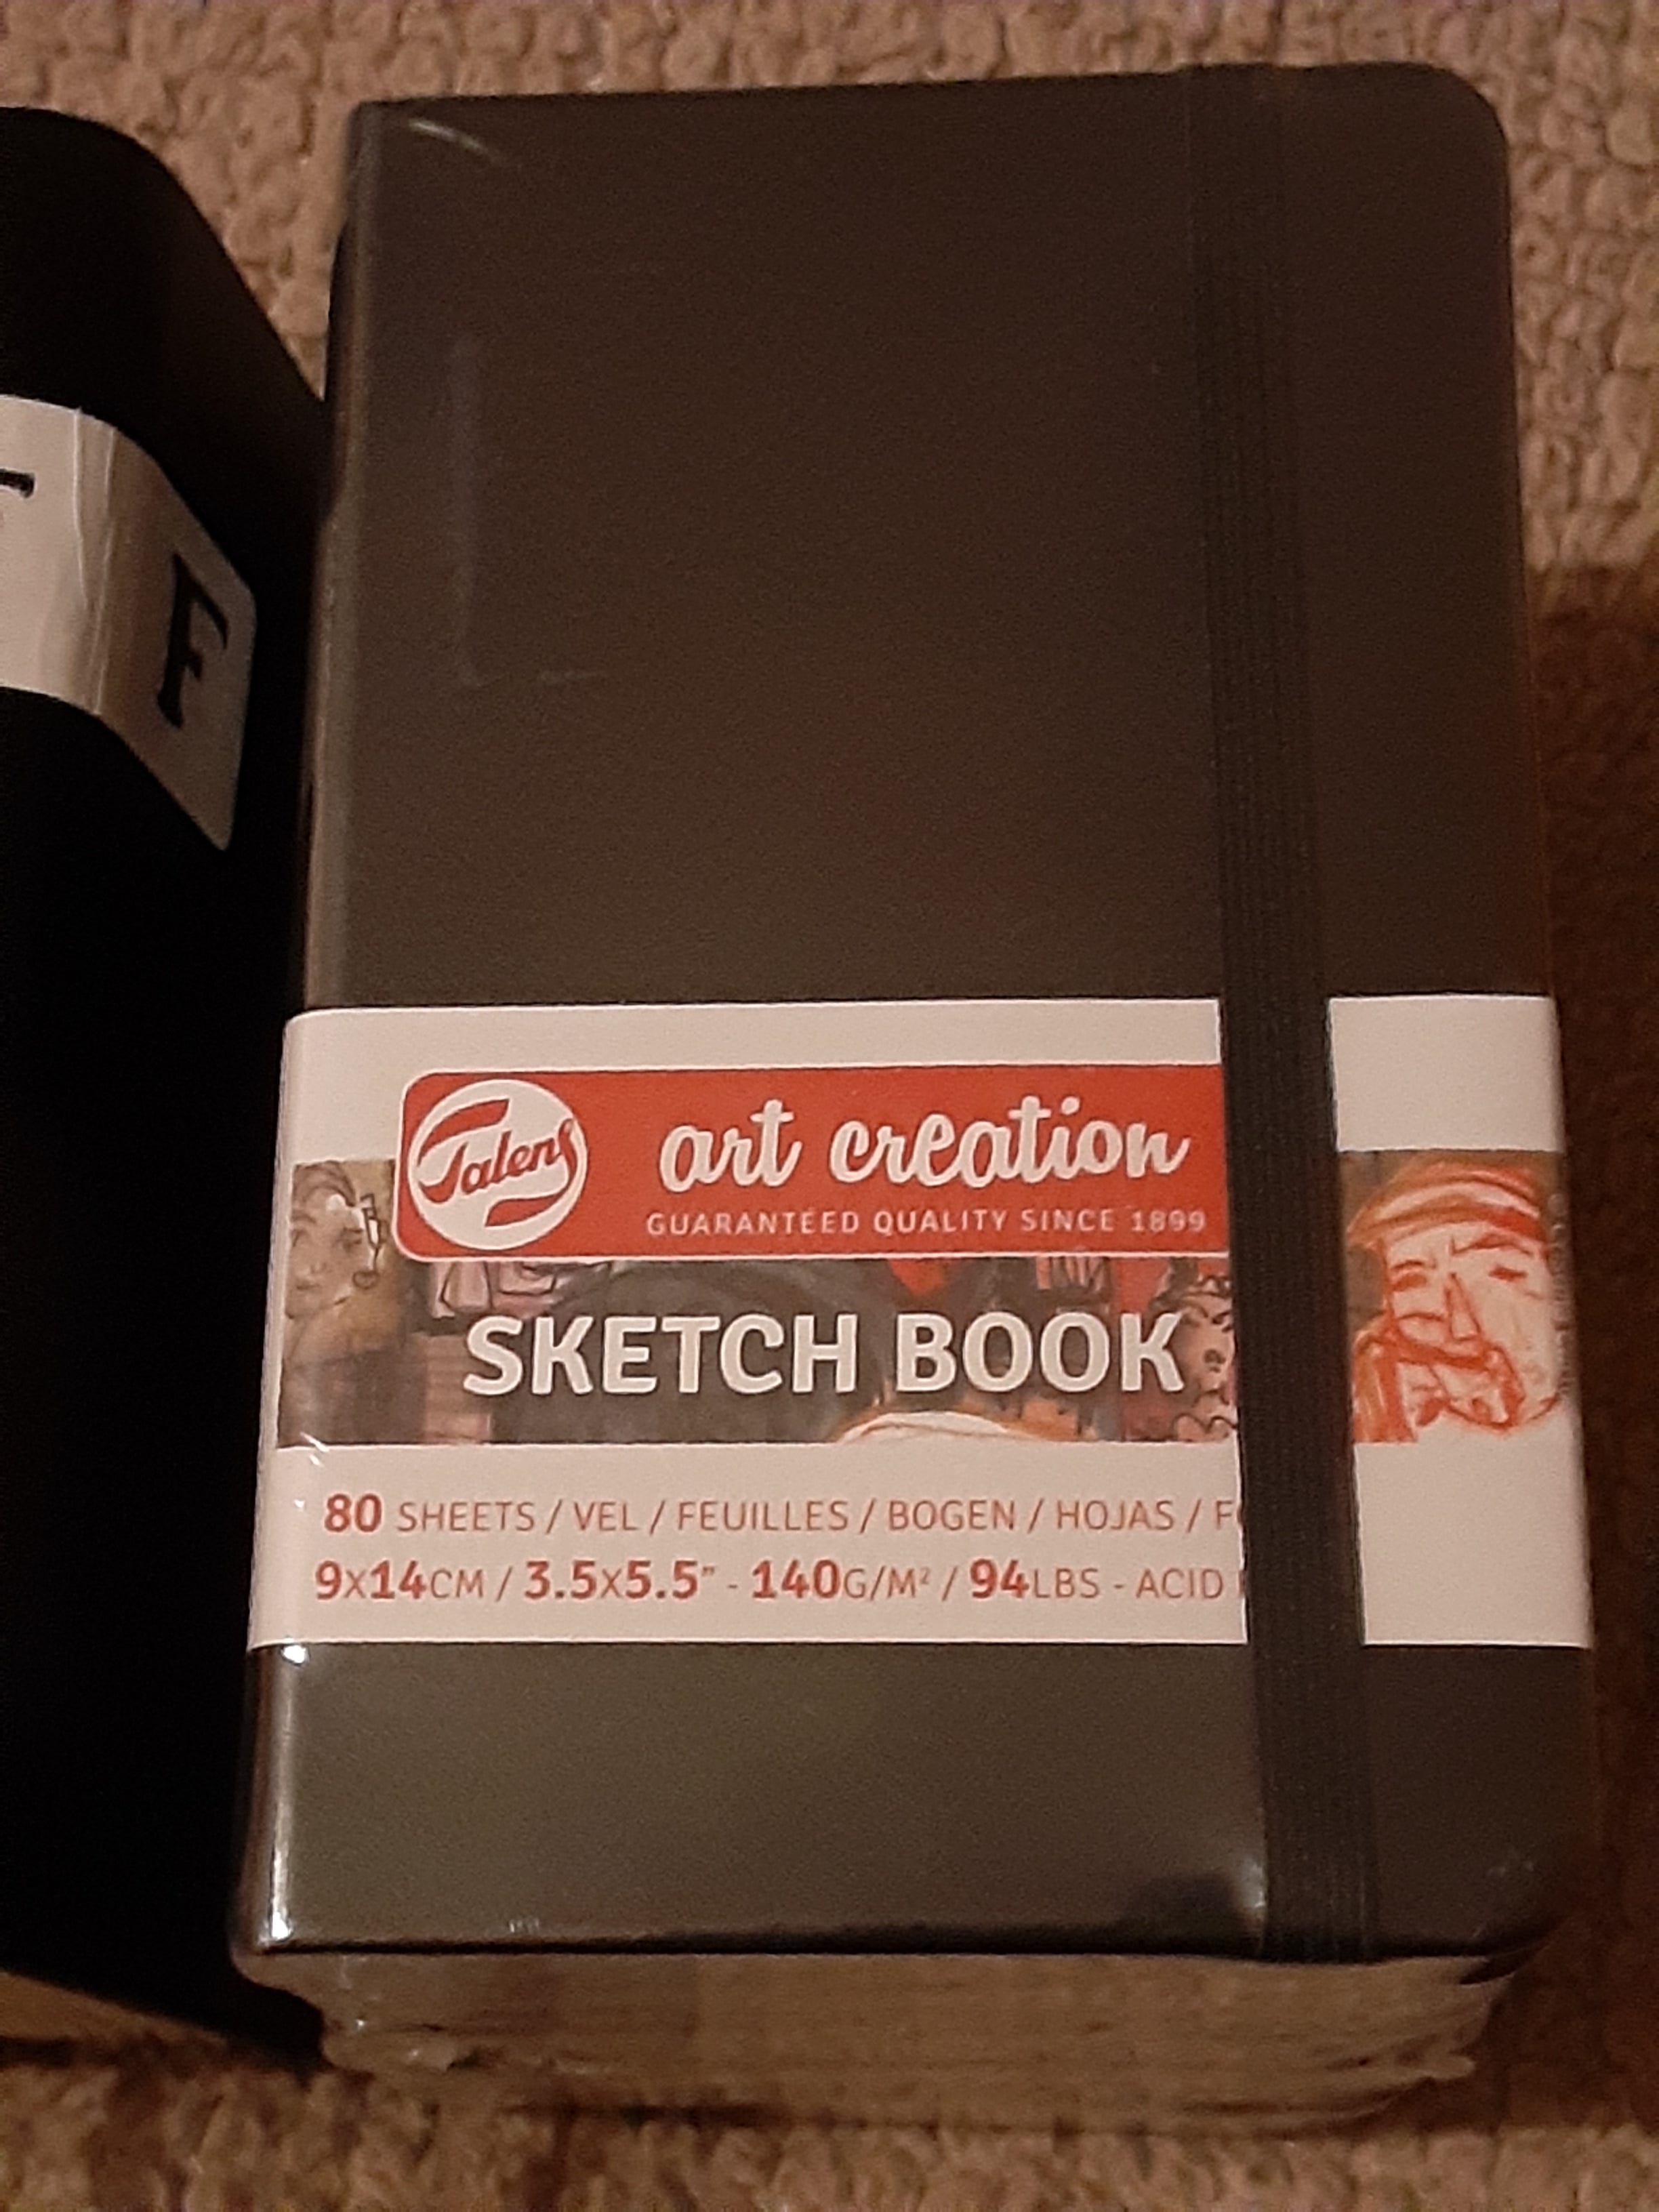 F
Talens
art creation
GUARANTEED QUALITY SINCE 1899
SKETCH BOOK
80 SHEETS / VEL / FEUILLES / BOGEN / HOJAS /
9X14CM / 3.5X5.5” - 140G/M² / 94LBS - ACID